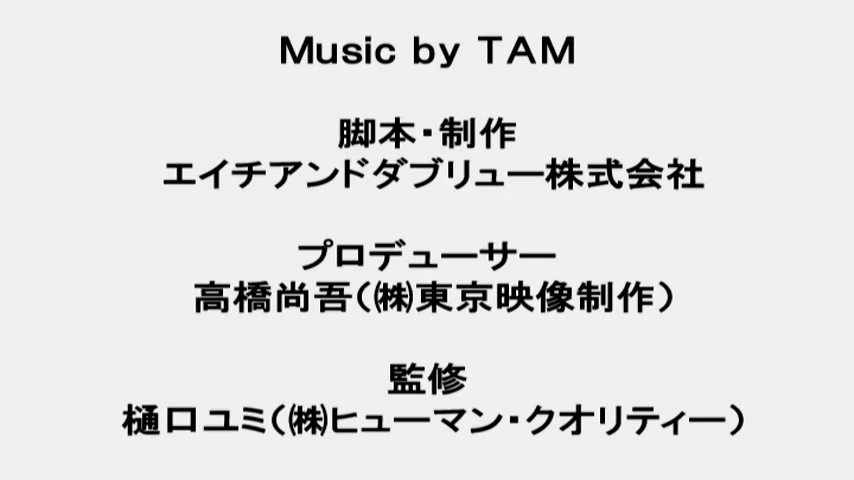 Music by TAM
脚本・制作
エイチアンドダブリュー株式会社
プロデューサー
高橋尚吾(㈱東京映像制作)
監修
樋口ユミ(㈱ヒューマン・クオリティー)